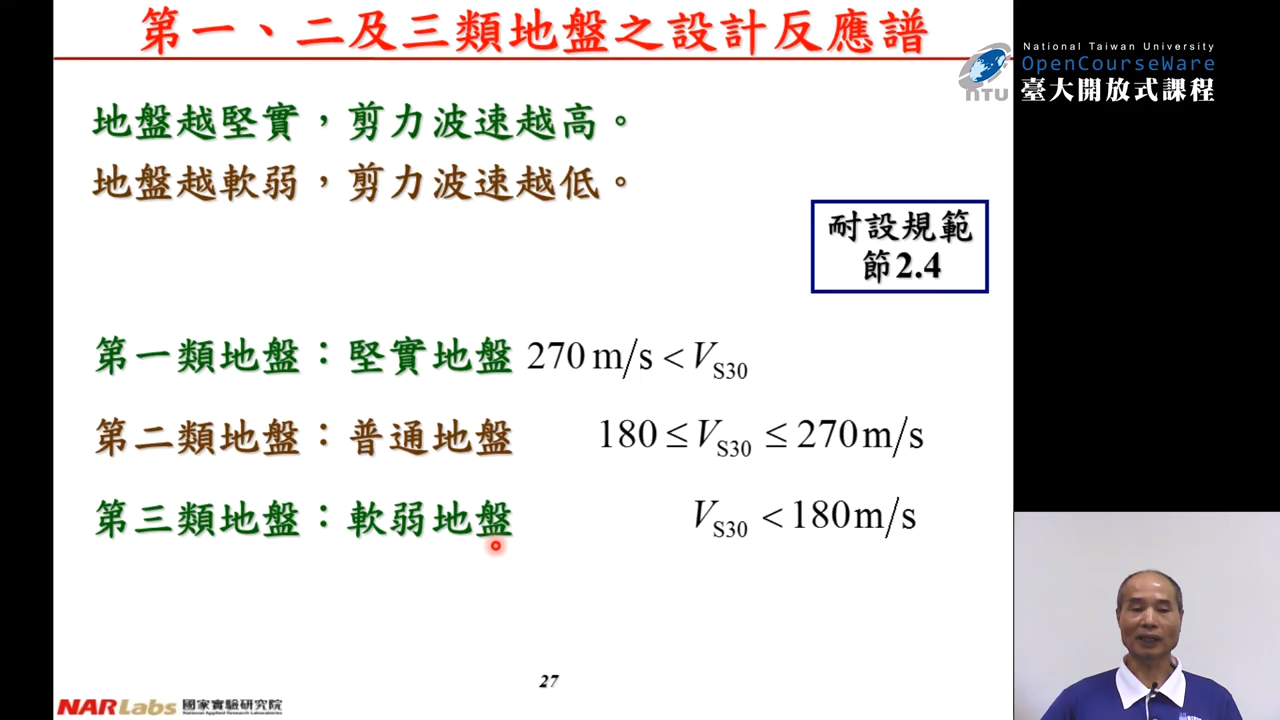 第一、二及三類地盤之設計反應譜
National Taiwan University
OpenCourseWare
NTU
臺大開放式課程
地盤越堅實，剪力波速越高。
地盤越軟弱，剪力波速越低。
耐設規範
節2.4
第一類地盤：堅實地盤 270 m/s < VS30
第二類地盤：普通地盤 180 ≤ VS30 ≤ 270 m/s
第三類地盤：軟弱地盤 VS30 < 180 m/s
27
NARLabs 國家實驗研究院
National Applied Research Laboratories